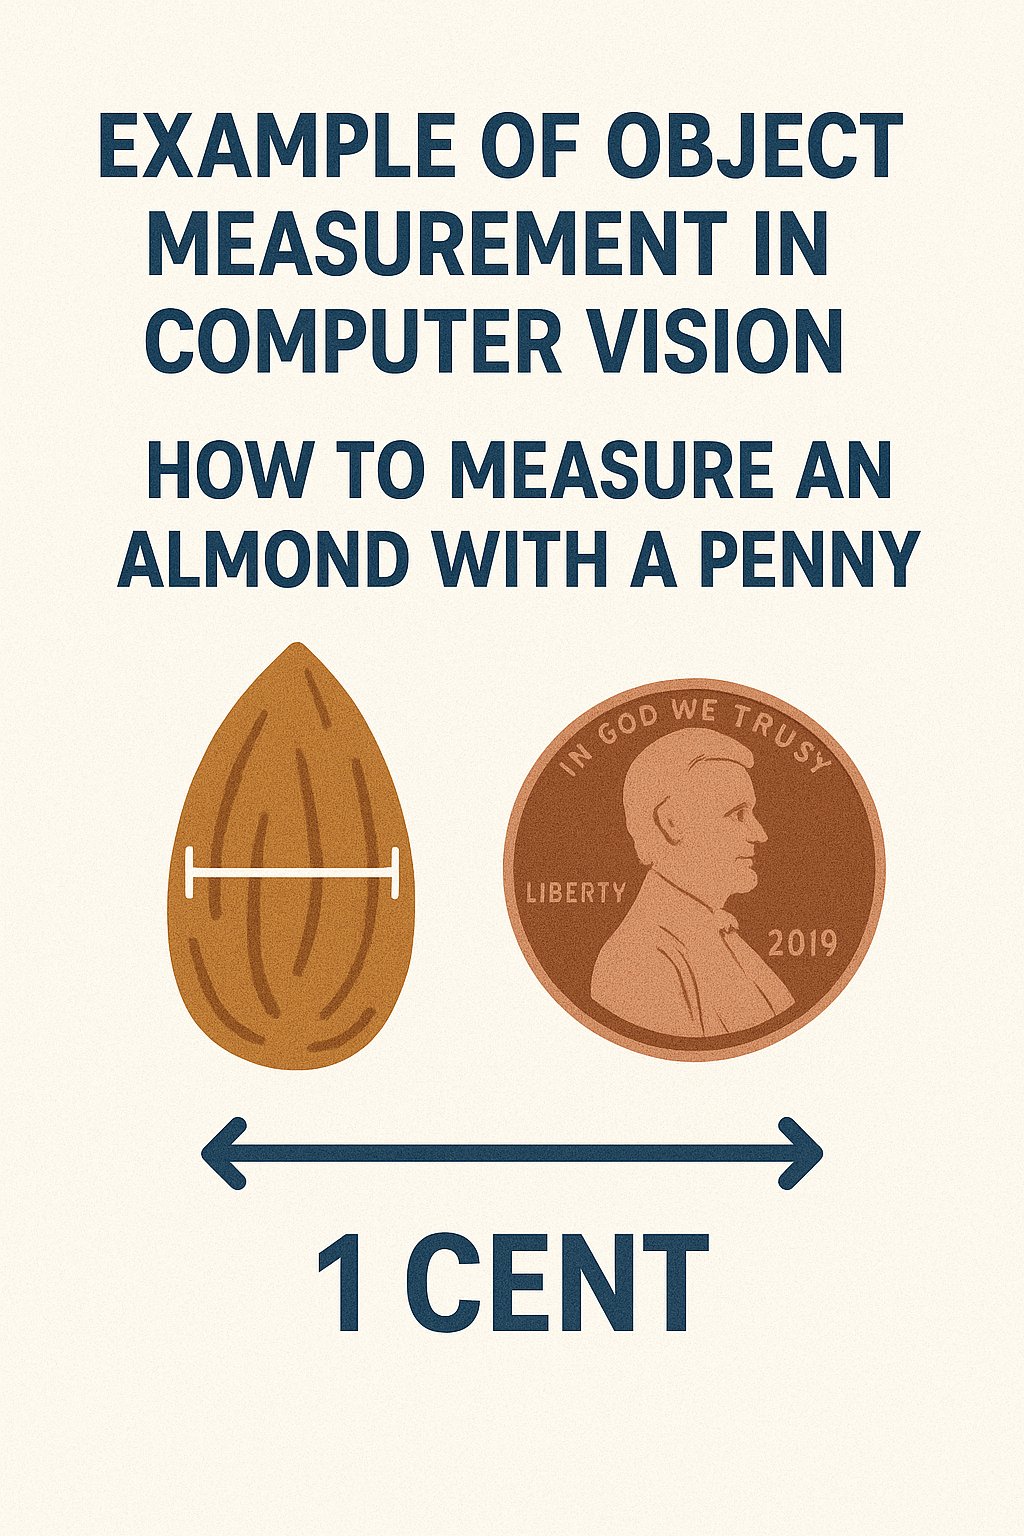 EXAMPLE OF OBJECT
MEASUREMENT IN
COMPUTER VISION
HOW TO MEASURE AN
ALMOND WITH A PENNY
IN GOD WE TRUSY
LIBERTY
2019
1 CENT